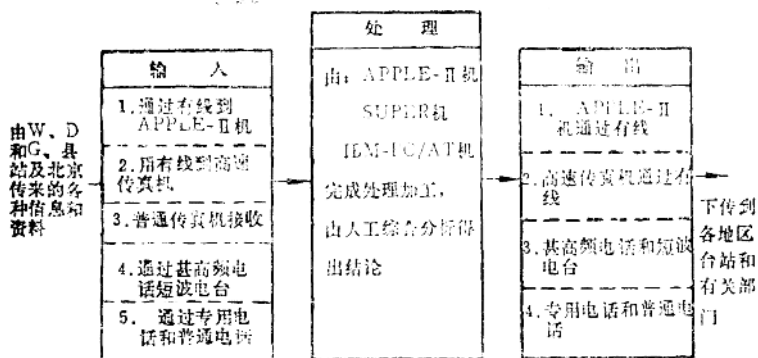 由W、D
和G、县
站及北京
传来的各
种信息和
资料
输 入
1.通过有线到
APPLE-Ⅱ机
2.用有线到高速
传真机
3.普通传真机接收
4.通过甚高频电
话短波电台
5. 通过专用电
话和普通电话
处 理
由：APPLE-Ⅱ机
SUPER机
IBM-PC/AT机
完成处理加工，
由人工综合分析得
出结论
输 出
1. APPLE-Ⅱ
机通过有线
2.高速传真机通过有
线
3.甚高频电话和短波
电台
4.专用电话和普通电
话
下传到
各地区
台站和
有关部
门